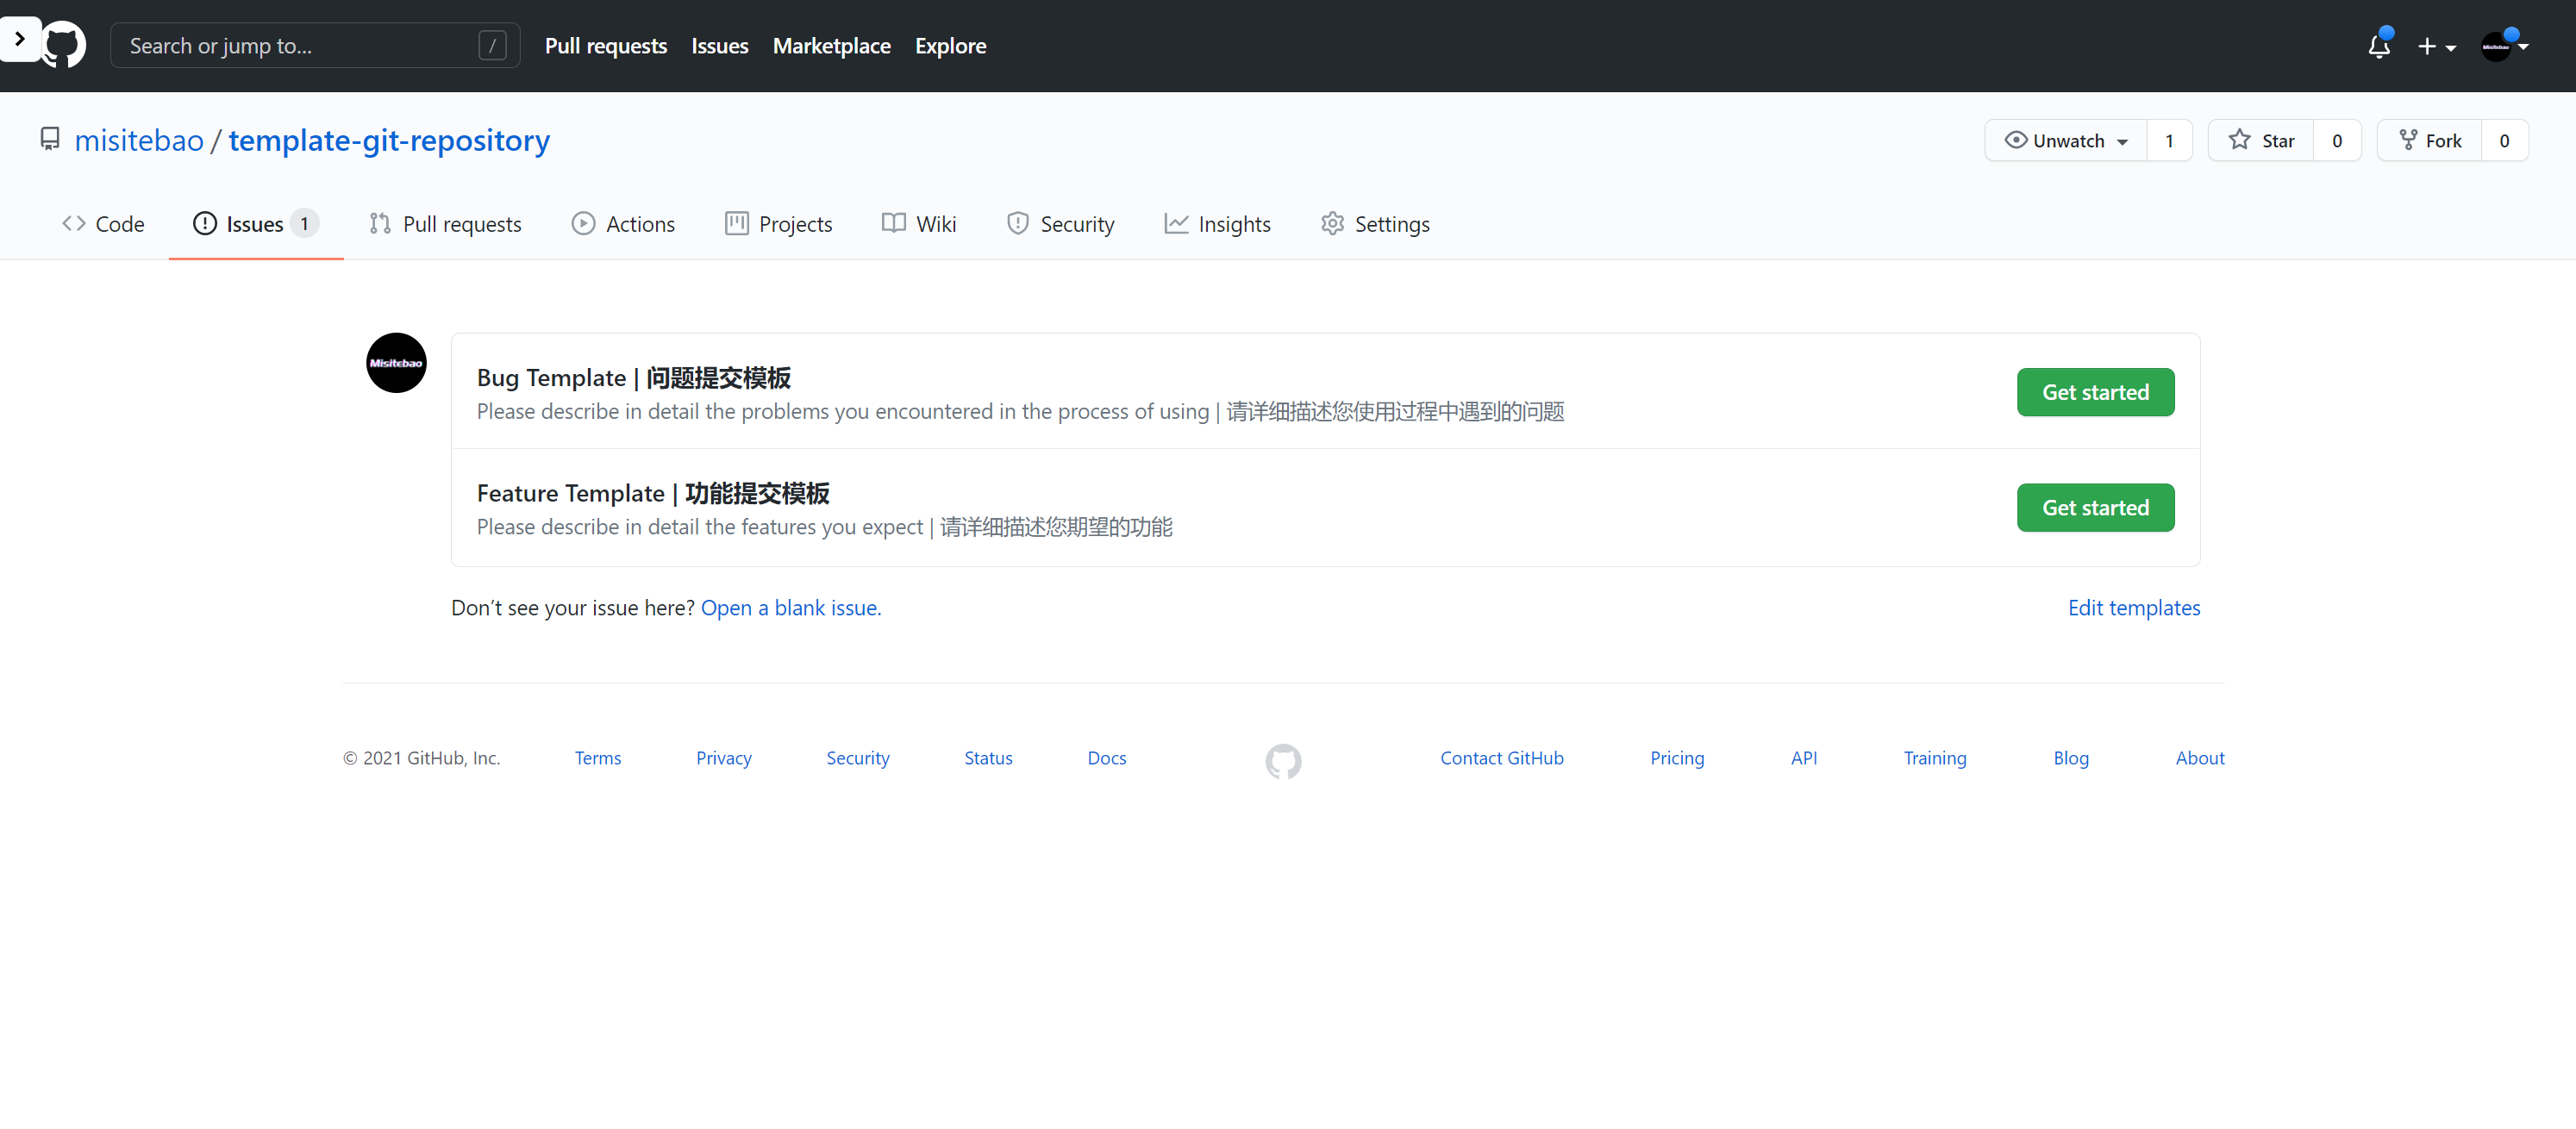 Search or jump to... /
Pull requests Issues Marketplace Explore
Misitebao
misitebao / template-git-repository
Unwatch 1 Star 0 Fork 0
Code Issues 1 Pull requests Actions Projects Wiki Security Insights Settings
Misitebao
Bug Template | 问题提交模板
Please describe in detail the problems you encountered in the process of using | 请详细描述您使用过程中遇到的问题
Get started
Feature Template | 功能提交模板
Please describe in detail the features you expect | 请详细描述您期望的功能
Get started
Don’t see your issue here? Open a blank issue.
Edit templates
© 2021 GitHub, Inc. Terms Privacy Security Status Docs Contact GitHub Pricing API Training Blog About